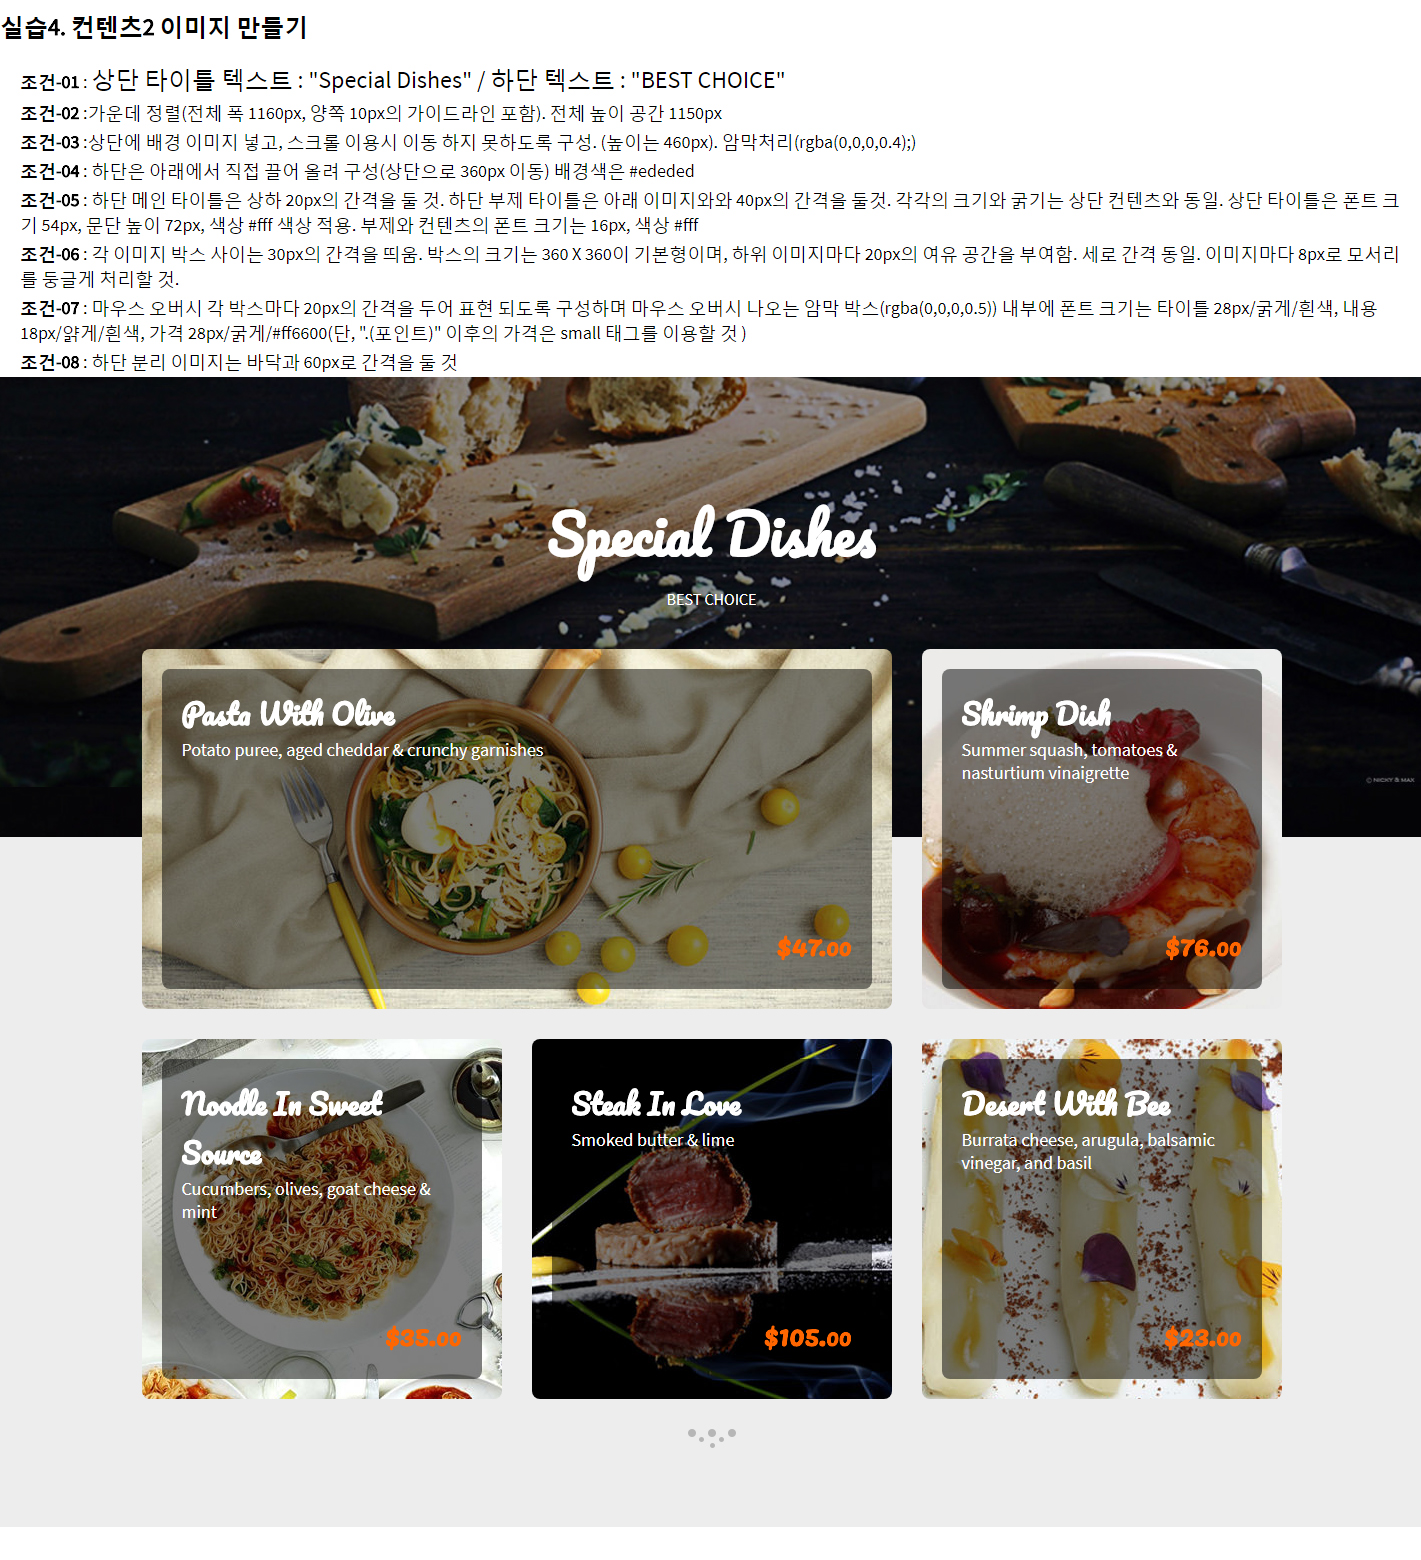 실습4. 컨텐츠2 이미지 만들기
조건-01 : 상단 타이틀 텍스트 : "Special Dishes" / 하단 텍스트 : "BEST CHOICE"
조건-02 :가운데 정렬(전체 폭 1160px, 양쪽 10px의 가이드라인 포함). 전체 높이 공간 1150px
조건-03 :상단에 배경 이미지 넣고, 스크롤 이용시 이동 하지 못하도록 구성. (높이는 460px). 암막처리(rgba(0,0,0,0.4);)
조건-04 : 하단은 아래에서 직접 끌어 올려 구성(상단으로 360px 이동) 배경색은 #ededed
조건-05 : 하단 메인 타이틀은 상하 20px의 간격을 둘 것. 하단 부제 타이틀은 아래 이미지와와 40px의 간격을 둘것. 각각의 크기와 굵기는 상단 컨텐츠와 동일. 상단 타이틀은 폰트 크
기 54px, 문단 높이 72px, 색상 #fff 색상 적용. 부제와 컨텐츠의 폰트 크기는 16px, 색상 #fff
조건-06 : 각 이미지 박스 사이는 30px의 간격을 띄움. 박스의 크기는 360 X 360이 기본형이며, 하위 이미지마다 20px의 여유 공간을 부여함. 세로 간격 동일. 이미지마다 8px로 모서리
를 둥글게 처리할 것.
조건-07 : 마우스 오버시 각 박스마다 20px의 간격을 두어 표현 되도록 구성하며 마우스 오버시 나오는 암막 박스(rgba(0,0,0,0.5)) 내부에 폰트 크기는 타이틀 28px/굵게/흰색, 내용
18px/얇게/흰색, 가격 28px/굵게/#ff6600(단, ".(포인트)" 이후의 가격은 small 태그를 이용할 것 )
조건-08 : 하단 분리 이미지는 바닥과 60px로 간격을 둘 것
Special Dishes
BEST CHOICE
Pasta With Olive
Potato puree, aged cheddar & crunchy garnishes
$47.00
Shrimp Dish
Summer squash, tomatoes &
nasturtium vinaigrette
$76.00
© NICKY & MAX
Noodle In Sweet
Source
Cucumbers, olives, goat cheese &
mint
$35.00
Steak In Love
Smoked butter & lime
$105.00
Desert With Bee
Burrata cheese, arugula, balsamic
vinegar, and basil
$23.00